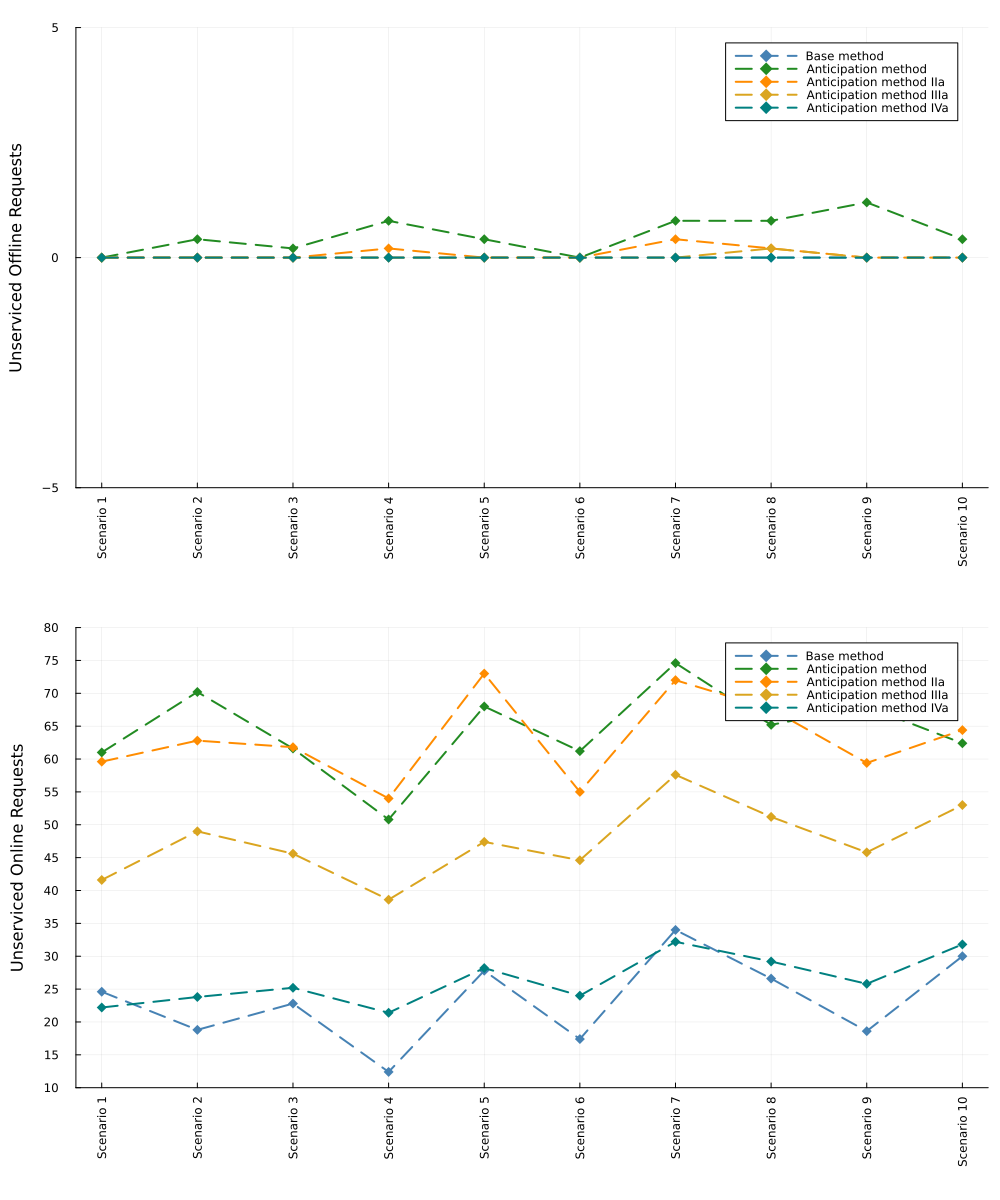 5
0
−5
Unserviced Offline Requests
Base method
Anticipation method
Anticipation method IIa
Anticipation method IIIa
Anticipation method IVa
Scenario 1
Scenario 2
Scenario 3
Scenario 4
Scenario 5
Scenario 6
Scenario 7
Scenario 8
Scenario 9
Scenario 10
80
75
70
65
60
55
50
45
40
35
30
25
20
15
10
Unserviced Online Requests
Base method
Anticipation method
Anticipation method IIa
Anticipation method IIIa
Anticipation method IVa
Scenario 1
Scenario 2
Scenario 3
Scenario 4
Scenario 5
Scenario 6
Scenario 7
Scenario 8
Scenario 9
Scenario 10